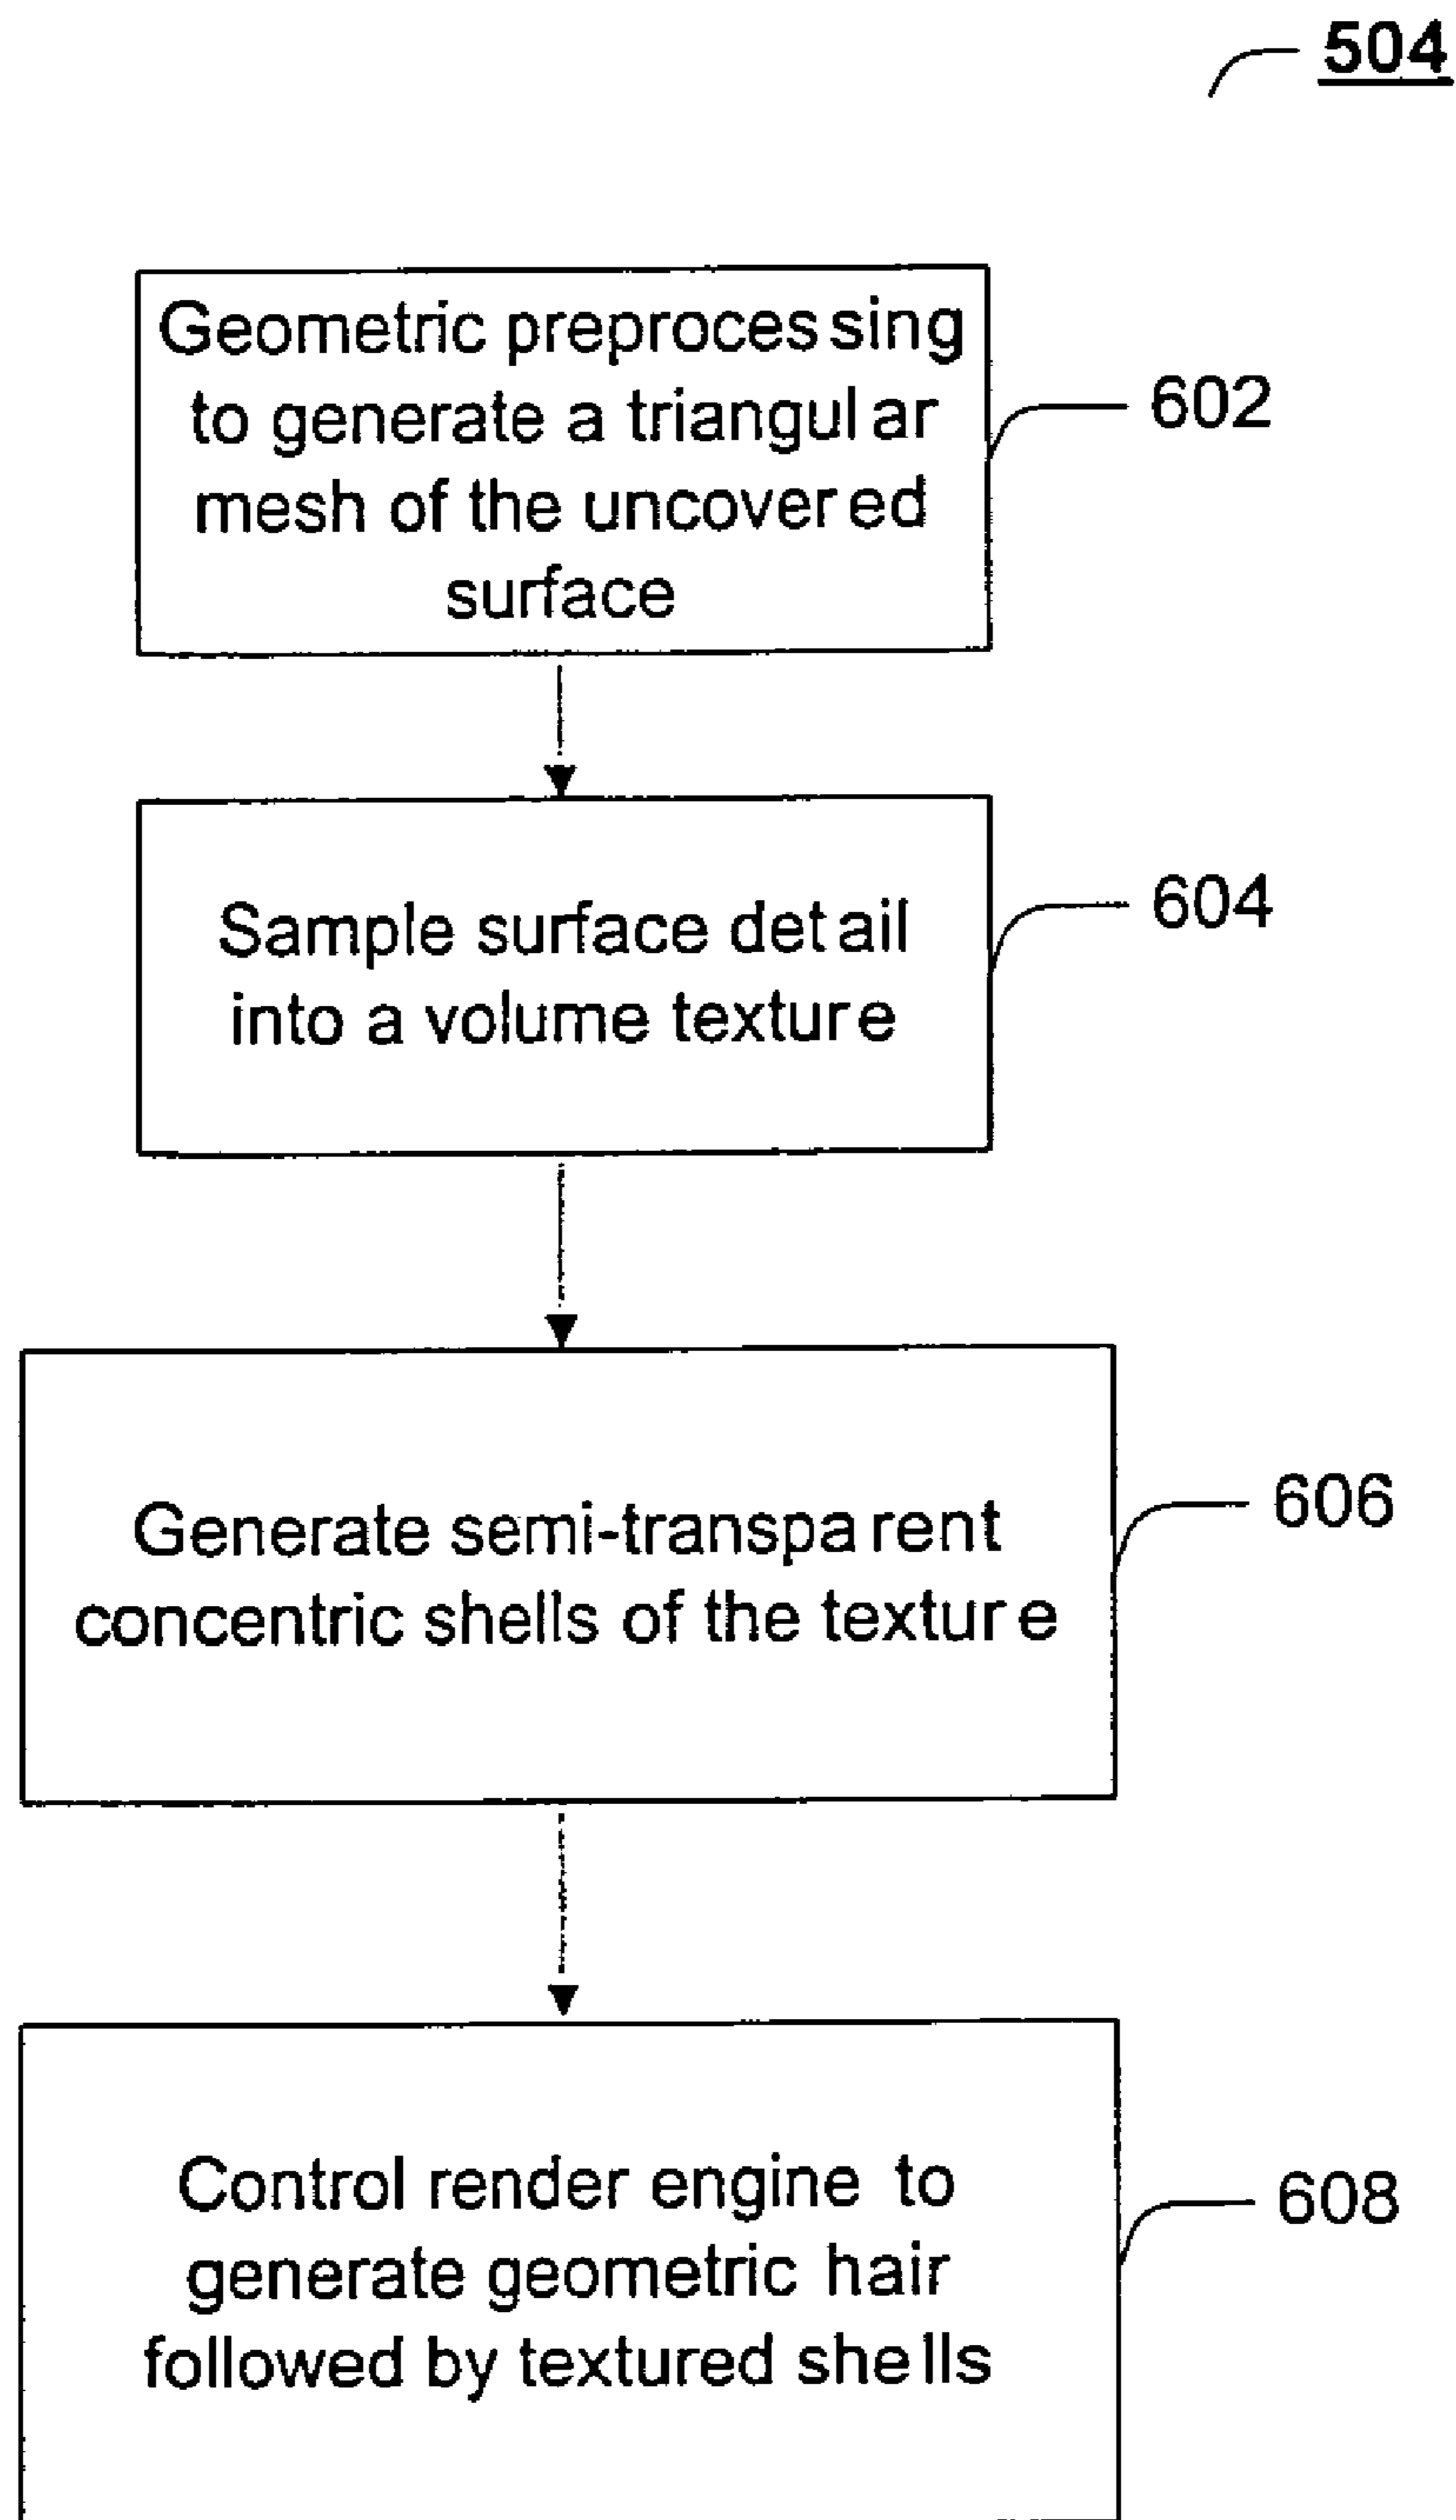 504
Geometric preprocessing
to generate a triangular
mesh of the uncovered
surface
602
Sample surface detail
into a volume texture
604
Generate semi-transparent
concentric shells of the texture
606
Control render engine to
generate geometric hair
followed by textured shells
608